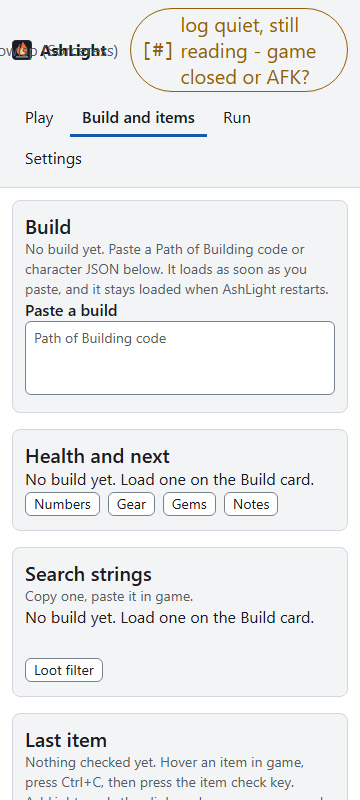 AshLight
[#] log quiet, still
reading - game
closed or AFK?
Play Build and items Run
Settings
Build
No build yet. Paste a Path of Building code or
character JSON below. It loads as soon as you
paste, and it stays loaded when AshLight restarts.
Paste a build
Path of Building code
Health and next
No build yet. Load one on the Build card.
Numbers Gear Gems Notes
Search strings
Copy one, paste it in game.
No build yet. Load one on the Build card.
Loot filter
Last item
Nothing checked yet. Hover an item in game,
press Ctrl+C, then press the item check key.